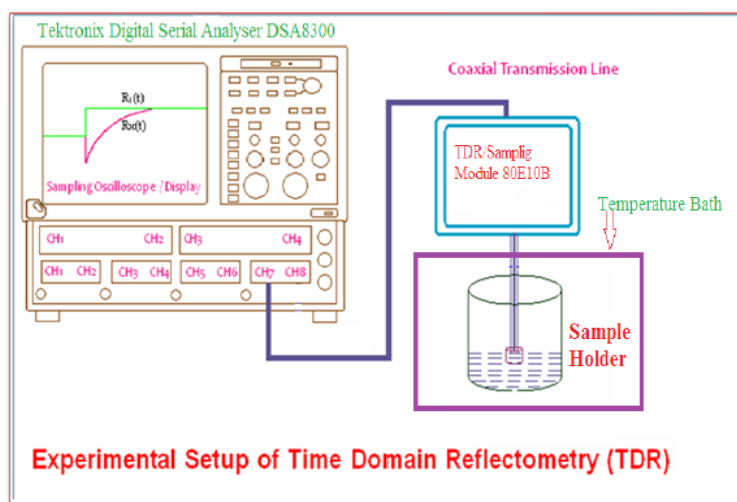 Tektronix Digital Serial Analyser DSA8300
R₁(t)
Rx(t)
Sampling Oscilloscope / Display
CH1 CH2 CH3 CH4
CH1 CH2 CH3 CH4 CH5 CH6 CH7 CH8
Coaxial Transmission Line
TDR/Samplig
Module 80E10B
Temperature Bath
Sample
Holder
Experimental Setup of Time Domain Reflectometry (TDR)